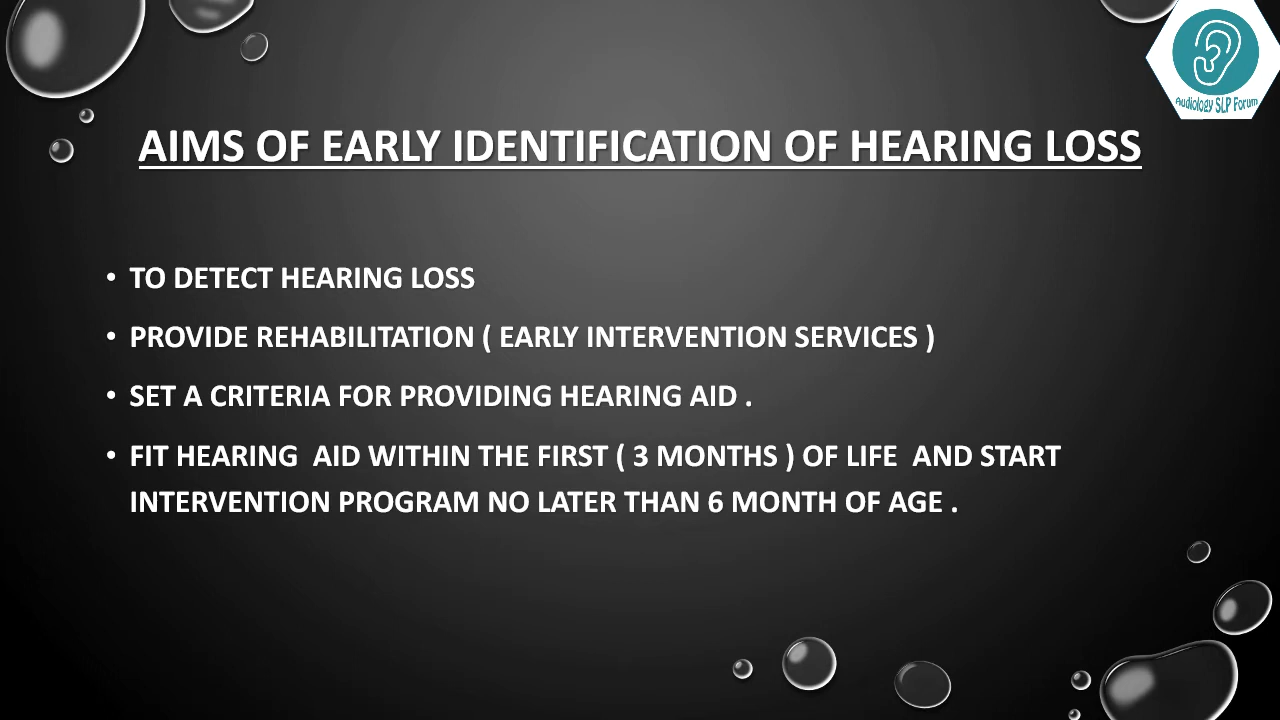 Audiology SLP Forum
AIMS OF EARLY IDENTIFICATION OF HEARING LOSS
• TO DETECT HEARING LOSS
• PROVIDE REHABILITATION ( EARLY INTERVENTION SERVICES )
• SET A CRITERIA FOR PROVIDING HEARING AID .
• FIT HEARING  AID WITHIN THE FIRST ( 3 MONTHS ) OF LIFE  AND START
INTERVENTION PROGRAM NO LATER THAN 6 MONTH OF AGE .